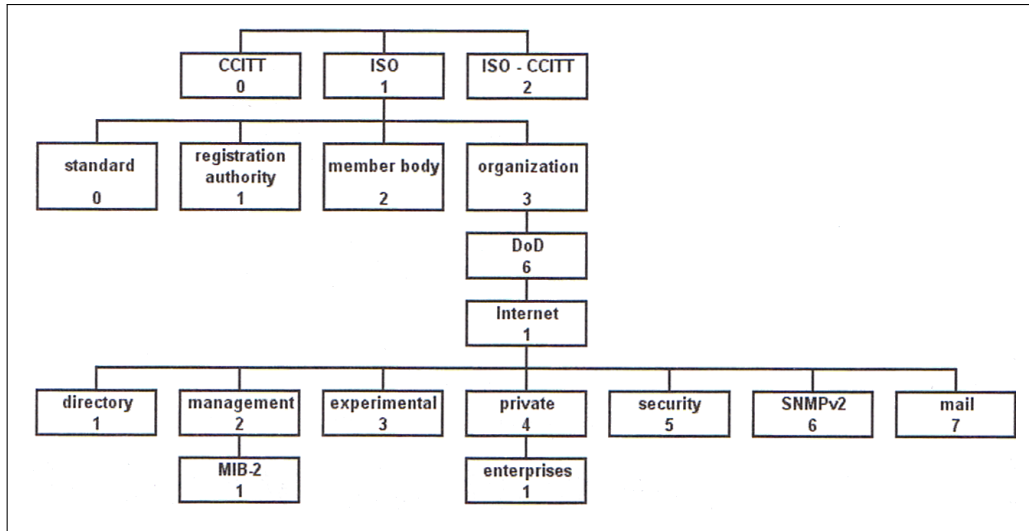 CCITT
0
ISO
1
ISO - CCITT
2
standard
0
registration
authority
1
member body
2
organization
3
DoD
6
Internet
1
directory
1
management
2
experimental
3
private
4
security
5
SNMPv2
6
mail
7
MIB-2
1
enterprises
1